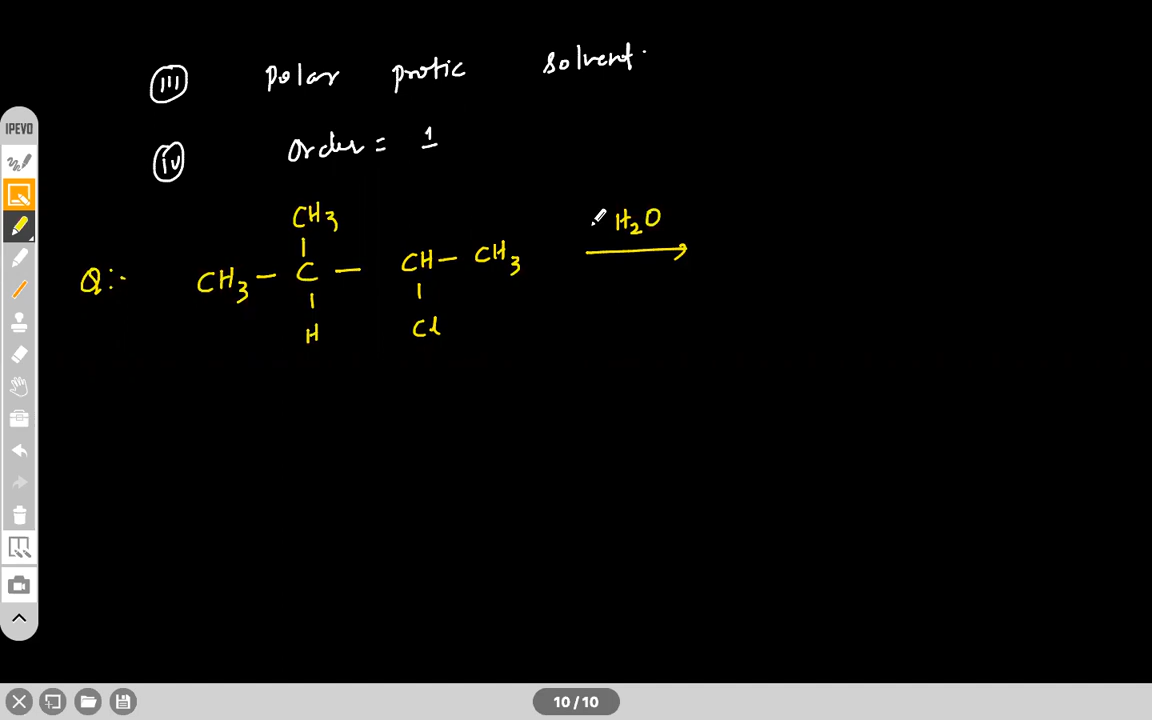 (iii) Polar protic solvent.
(iv) Order = 1
CH3
Q:- CH3 - C - CH - CH3 H2O
H Cl
IPEVO
10/10